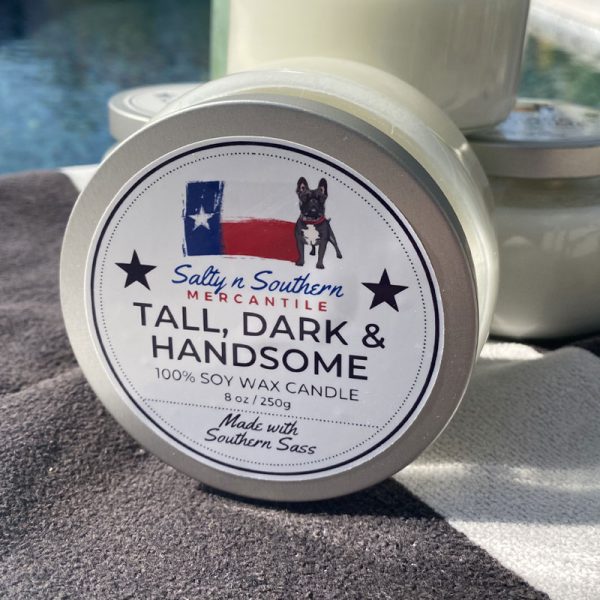 Salty n Southern
MERCANTILE
TALL, DARK &
HANDSOME
100% SOY WAX CANDLE
8 oz / 250g
Made with
Southern Sass